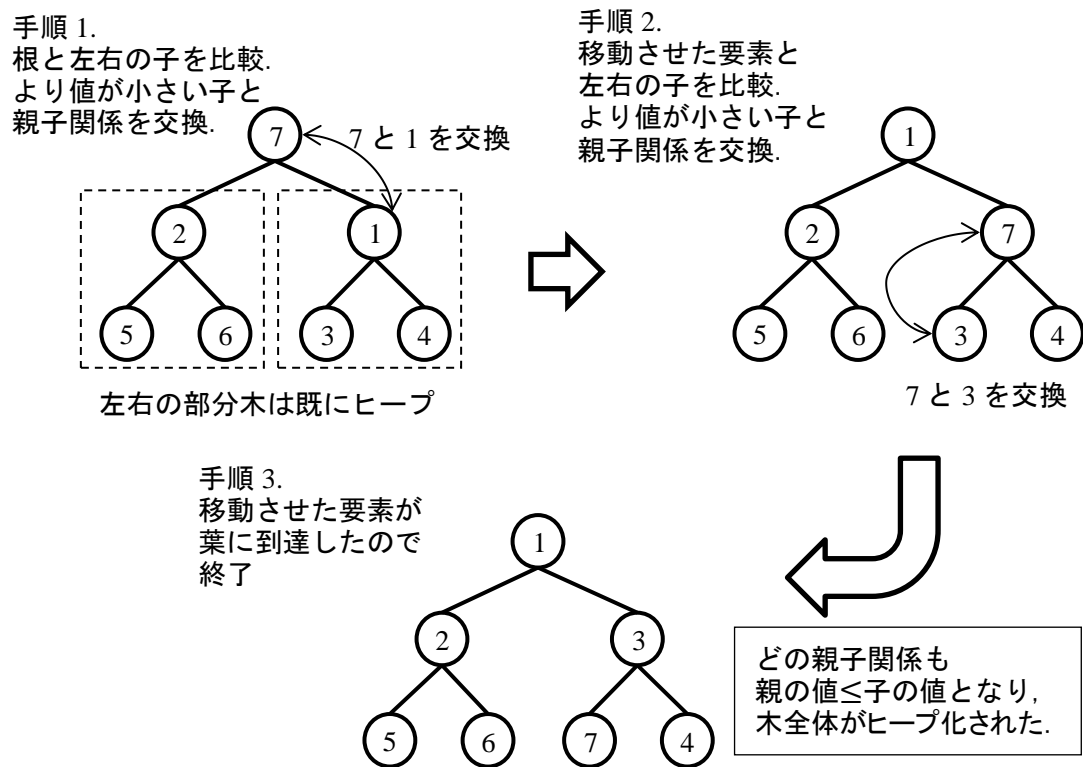 手順 1.
根と左右の子を比較.
より値が小さい子と
親子関係を交換.
7
7 と 1 を交換
2
1
5
6
3
4
左右の部分木は既にヒープ
手順 2.
移動させた要素と
左右の子を比較.
より値が小さい子と
親子関係を交換.
1
2
7
5
6
3
4
7 と 3 を交換
手順 3.
移動させた要素が
葉に到達したので
終了
1
2
3
5
6
7
4
どの親子関係も
親の値≤子の値となり,
木全体がヒープ化された.